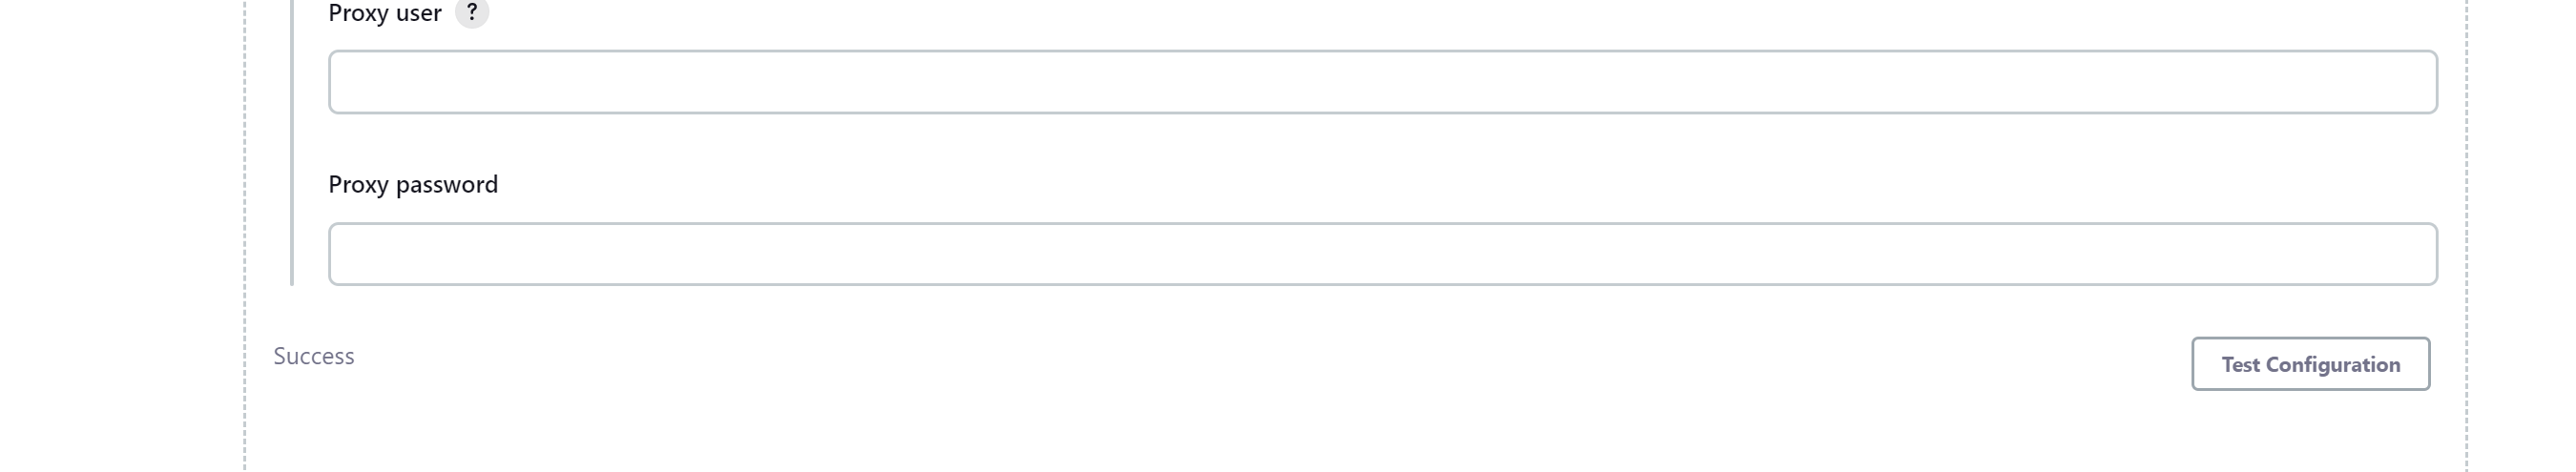 Proxy user ?
Proxy password
Success
Test Configuration